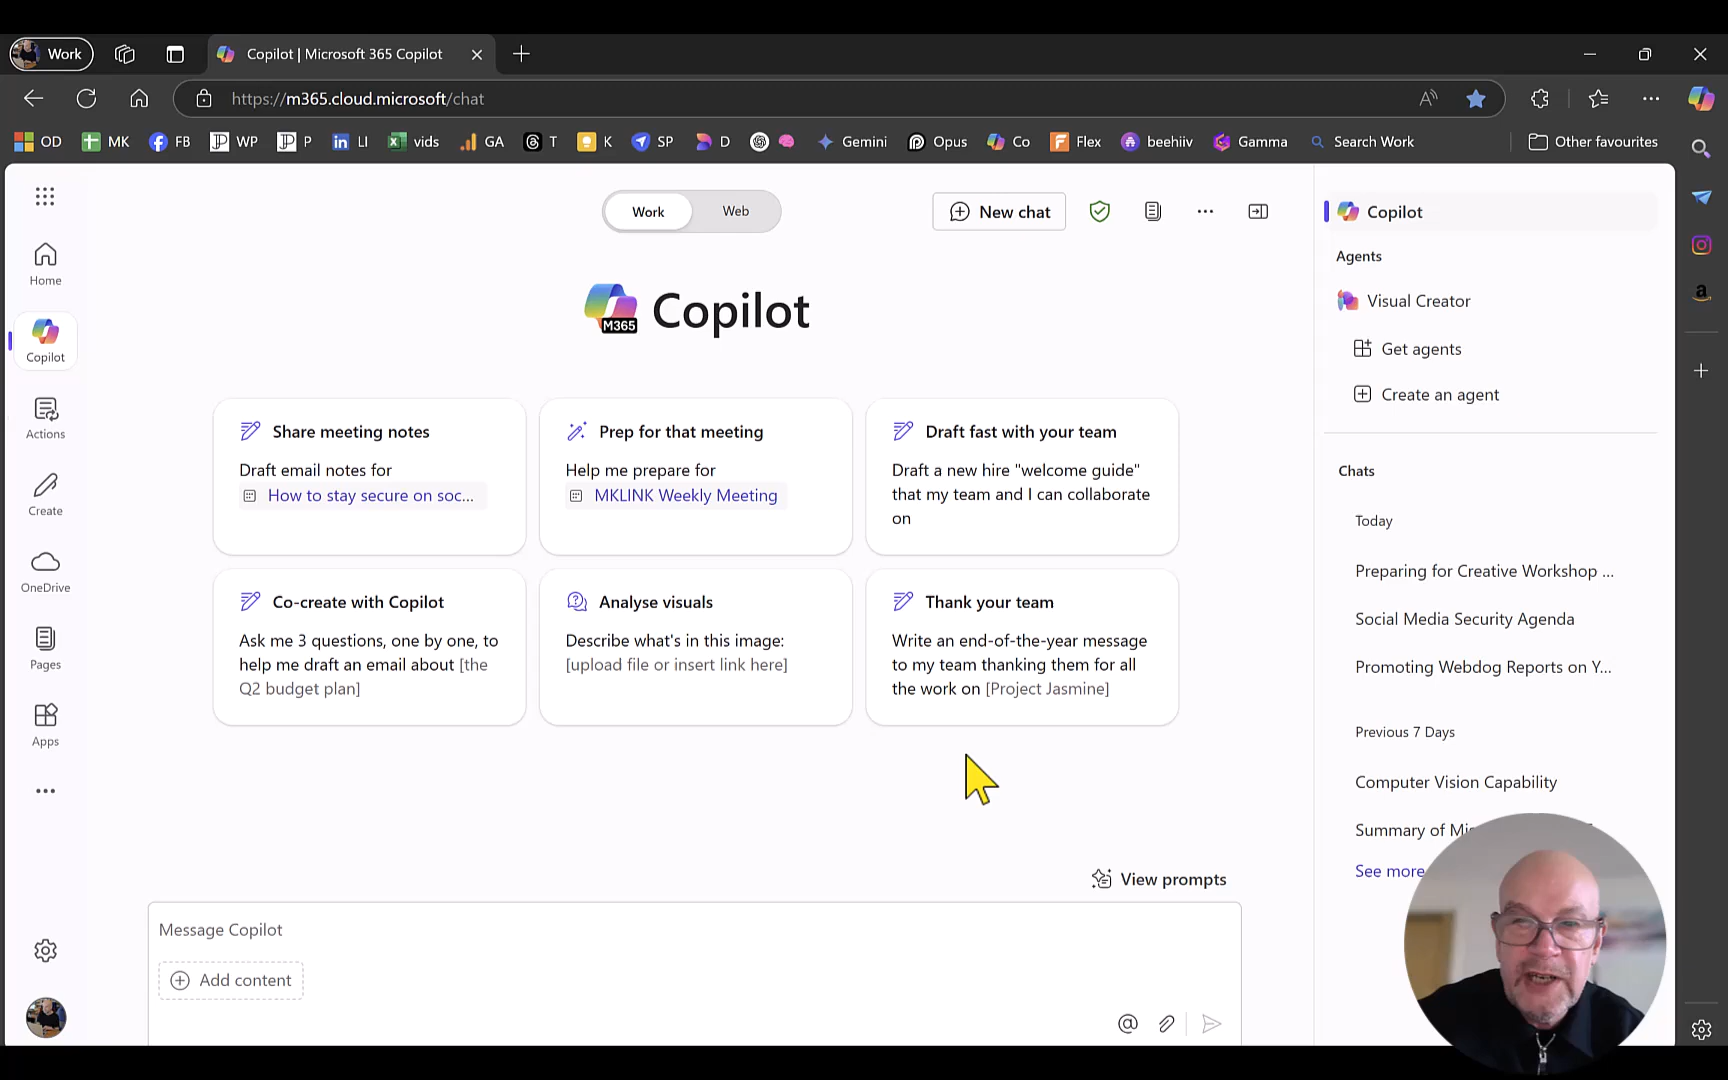 Work
Copilot | Microsoft 365 Copilot
https://m365.cloud.microsoft/chat
OD
MK
FB
WP
P
LI
vids
GA
T
K
SP
D
Gemini
Opus
Co
Flex
beehiiv
Gamma
Search Work
Other favourites
Home
Copilot
Actions
Create
OneDrive
Pages
Apps
Work
Web
New chat
M365
Copilot
Share meeting notes
Draft email notes for
How to stay secure on soc...
Prep for that meeting
Help me prepare for
MKLINK Weekly Meeting
Draft fast with your team
Draft a new hire "welcome guide"
that my team and I can collaborate
on
Co-create with Copilot
Ask me 3 questions, one by one, to
help me draft an email about [the
Q2 budget plan]
Analyse visuals
Describe what's in this image:
[upload file or insert link here]
Thank your team
Write an end-of-the-year message
to my team thanking them for all
the work on [Project Jasmine]
View prompts
Message Copilot
Add content
Copilot
Agents
Visual Creator
Get agents
Create an agent
Chats
Today
Preparing for Creative Workshop ...
Social Media Security Agenda
Promoting Webdog Reports on Y...
Previous 7 Days
Computer Vision Capability
Summary of
See more